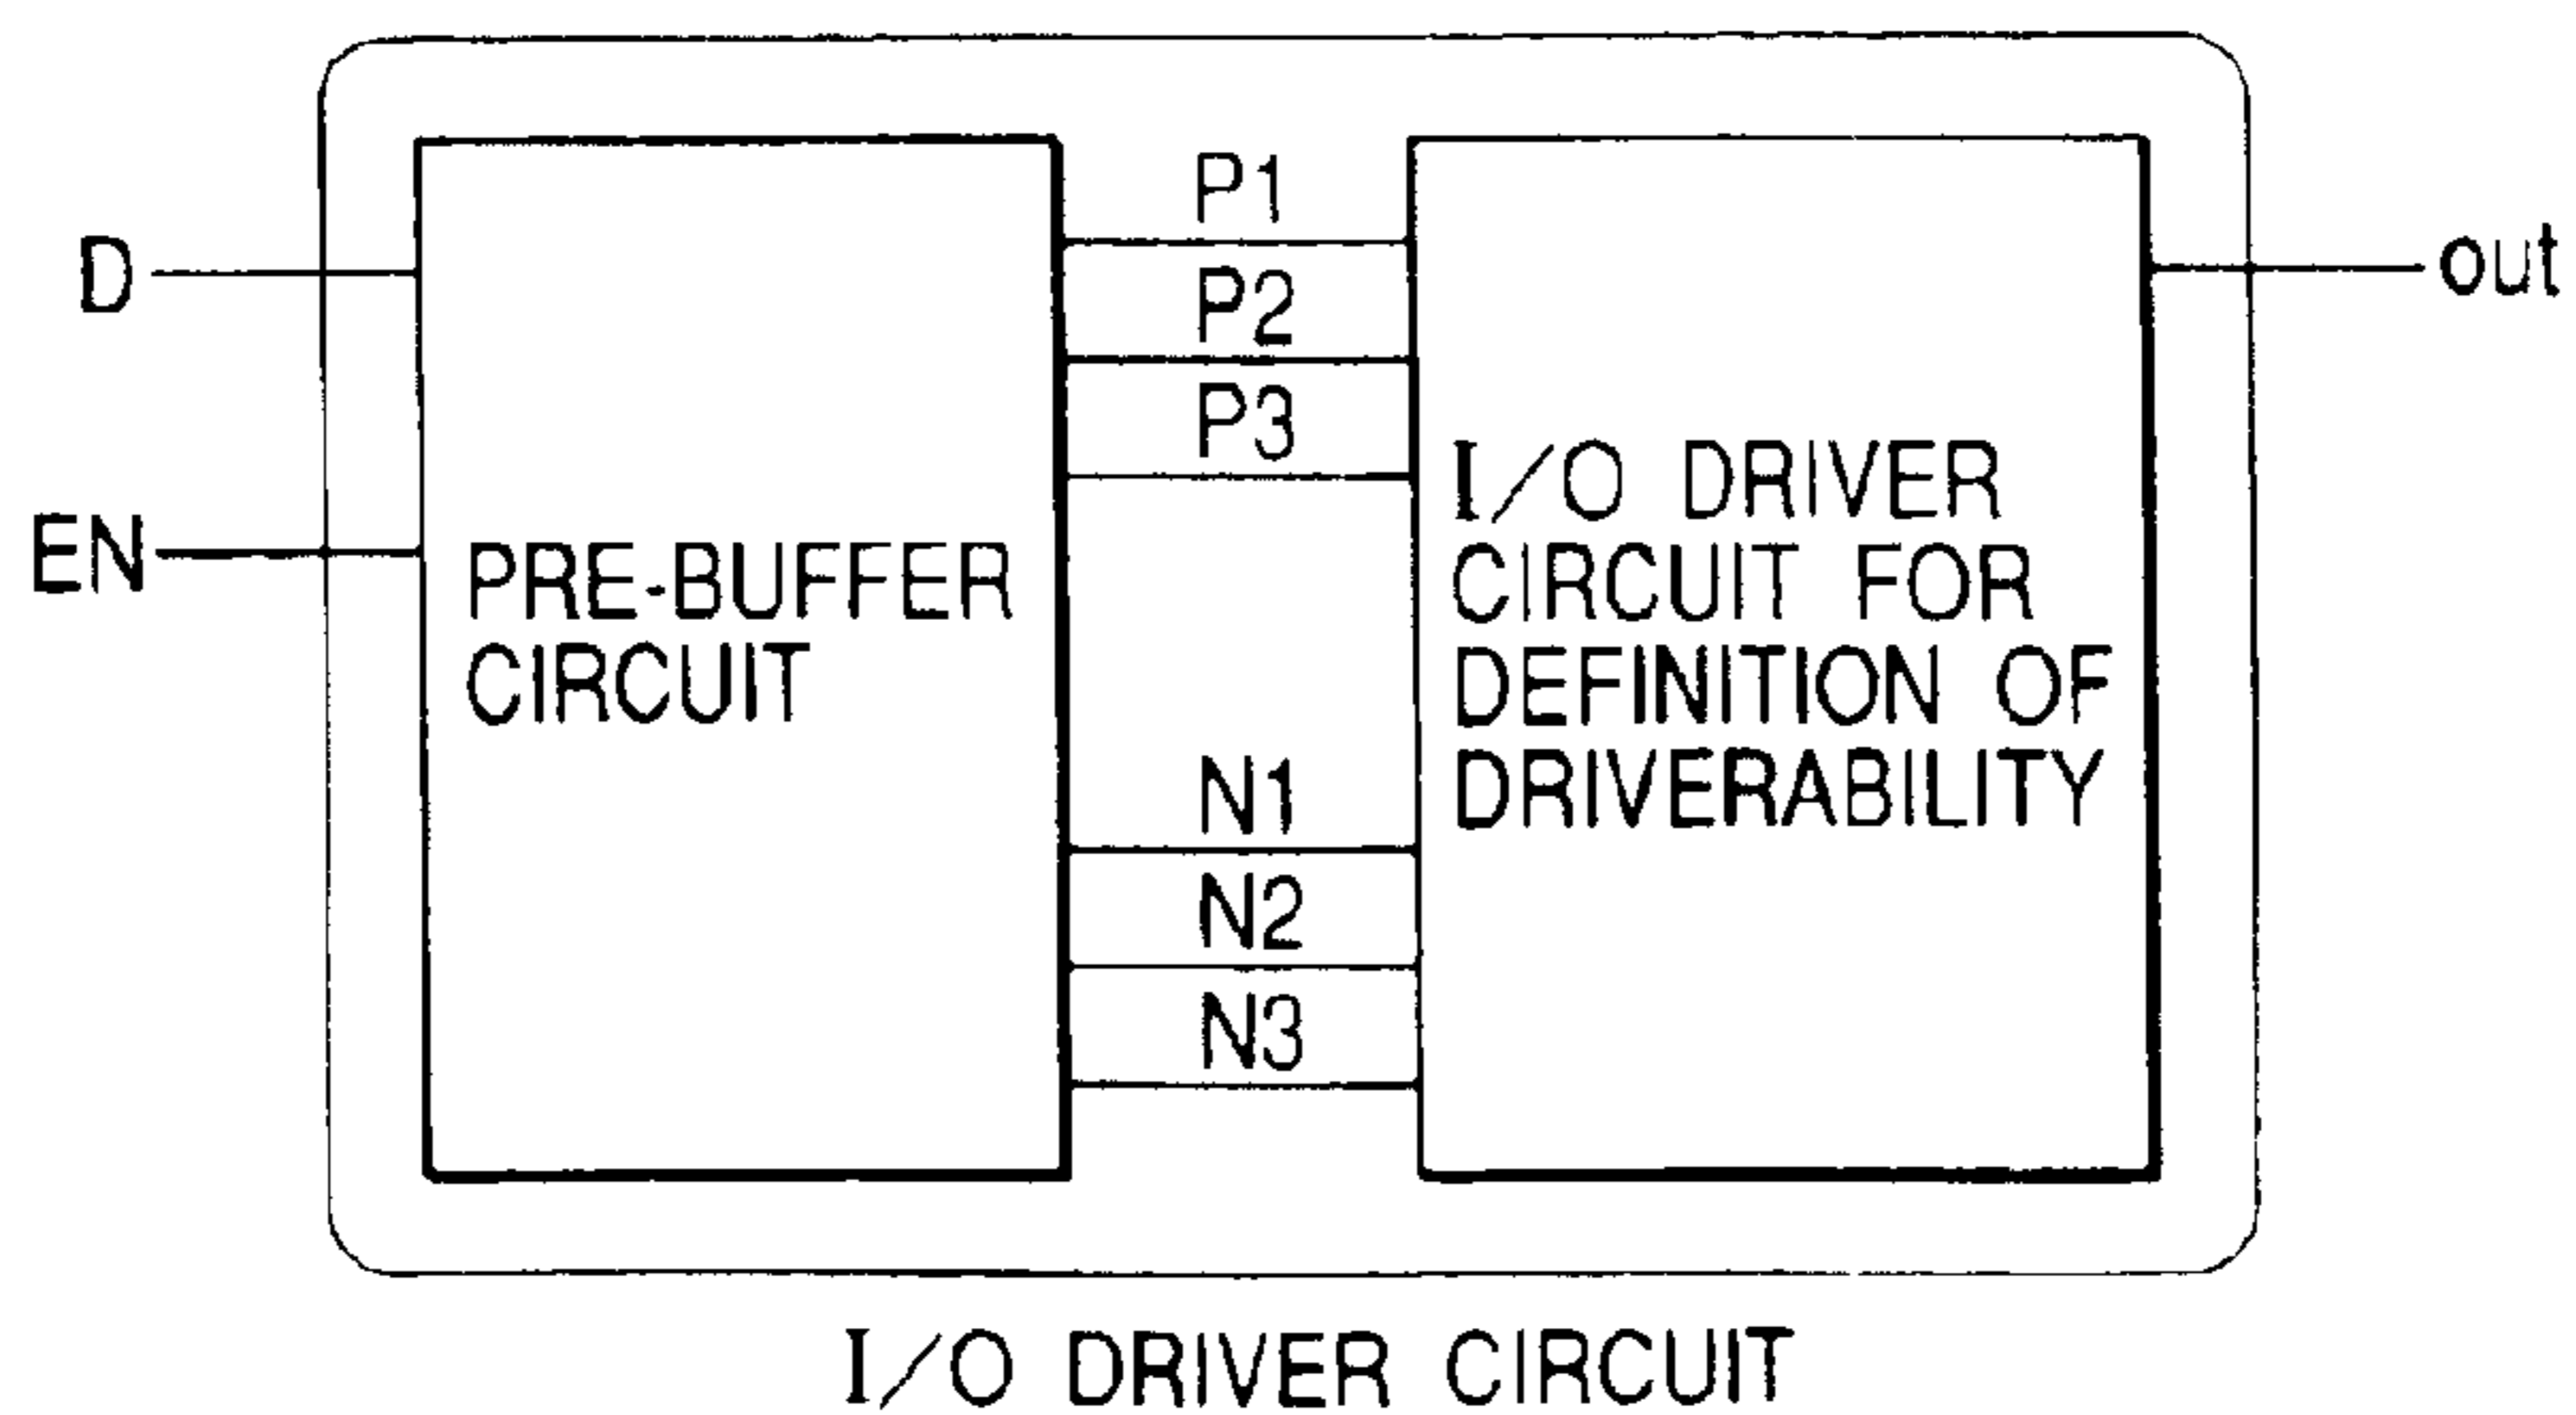 D
EN
PRE-BUFFER
CIRCUIT
P1
P2
P3
N1
N2
N3
I/O DRIVER
CIRCUIT FOR
DEFINITION OF
DRIVERABILITY
out
I/O DRIVER CIRCUIT